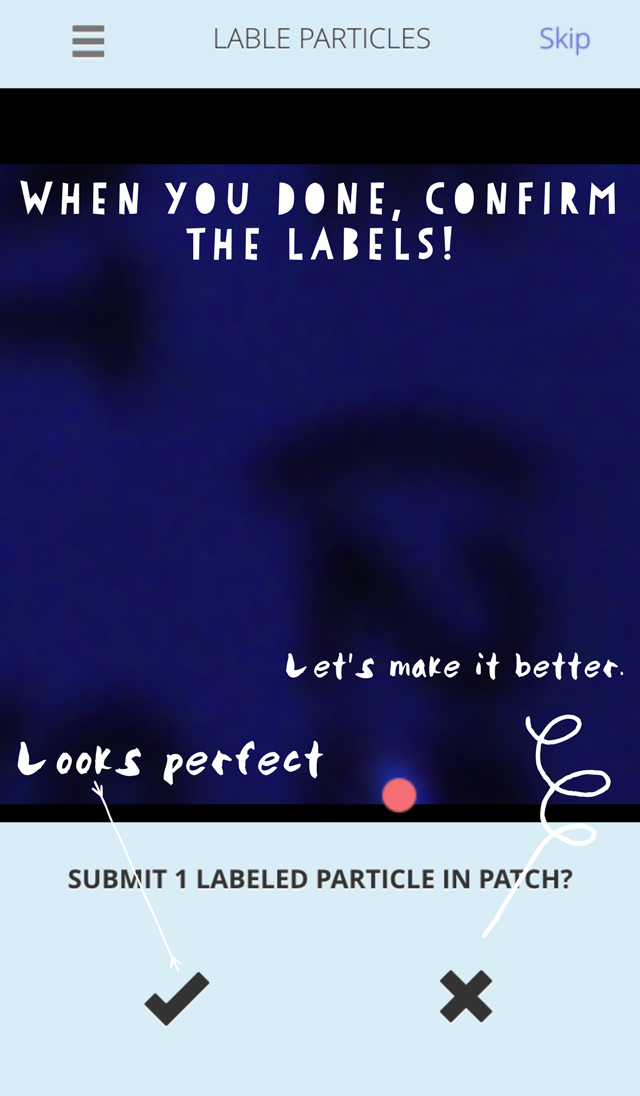 LABLE PARTICLES Skip
WHEN YOU DONE, CONFIRM
THE LABELS!
Let's make it better.
Looks perfect
SUBMIT 1 LABELED PARTICLE IN PATCH?